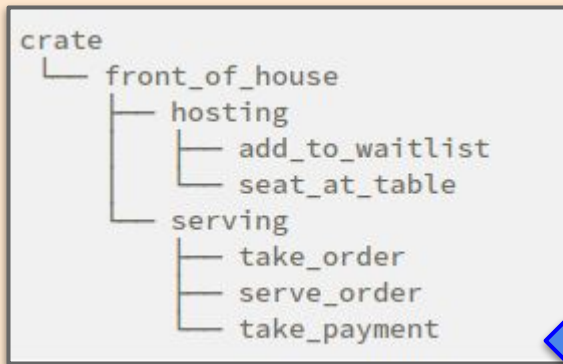 crate
└── front_of_house
├── hosting
│ ├── add_to_waitlist
│ └── seat_at_table
└── serving
├── take_order
├── serve_order
└── take_payment